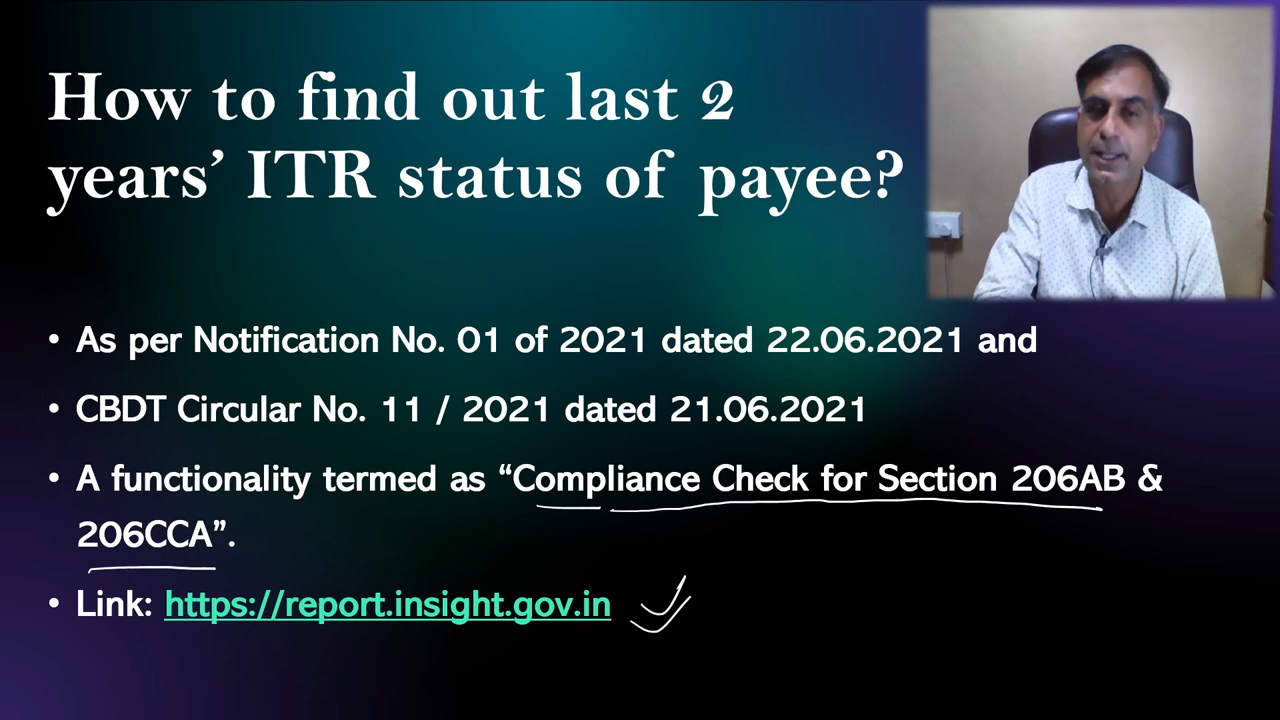 How to find out last 2
years’ ITR status of payee?
• As per Notification No. 01 of 2021 dated 22.06.2021 and
• CBDT Circular No. 11 / 2021 dated 21.06.2021
• A functionality termed as “Compliance Check for Section 206AB &
206CCA”.
• Link: https://report.insight.gov.in